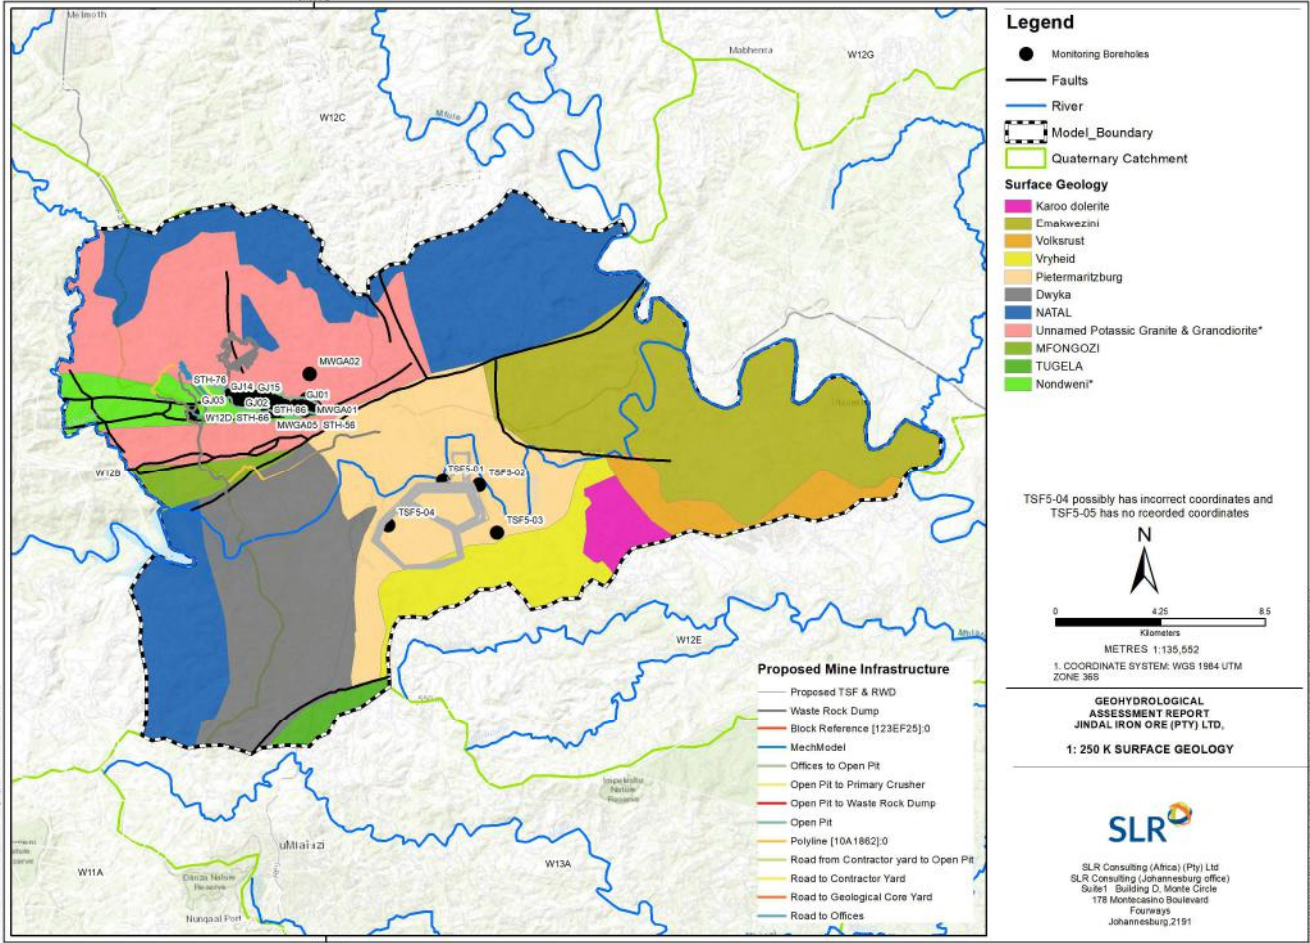 Melmoth
Mabhensa
W12G
W12C
Mfule
MWGA02
STH-76
GJ14
GJ15
GJ01
GJ03
GJ02
STH-86
MWGA01
W12D
STH-66
MWGA05
STH-56
W12B
TSF5-01
TSF5-02
TSF5-04
TSF5-03
W12E
uMlalazi
W13A
W11A
Reserve
Nature
Reserve
Legend
Monitoring Boreholes
Faults
River
Model_Boundary
Quaternary Catchment
Surface Geology
Karoo dolerite
Emakwezini
Volksrust
Vryheid
Pietermaritzburg
Dwyka
NATAL
Unnamed Potassic Granite & Granodiorite*
MFONGOZI
TUGELA
Nondweni*
TSF5-04 possibly has incorrect coordinates and
TSF5-05 has no rceorded coordinates
N
0 4.25 8.5
Kilometers
METRES 1:135,552
1. COORDINATE SYSTEM: WGS 1984 UTM
ZONE 36S
GEOHYDROLOGICAL
ASSESSMENT REPORT
JINDAL IRON ORE (PTY) LTD,
1: 250 K SURFACE GEOLOGY
SLR
SLR Consulting (Africa) (Pty) Ltd
SLR Consulting (Johannesburg office)
Suite1 Building D, Monte Circle
178 Montecasino Boulevard
Fourways
Johannesburg,2191
Proposed Mine Infrastructure
Proposed TSF & RWD
Waste Rock Dump
Block Reference [123EF25]:0
MechModel
Offices to Open Pit
Open Pit to Primary Crusher
Open Pit to Waste Rock Dump
Open Pit
Polyline [10A1862]:0
Road from Contractor yard to Open Pit
Road to Contractor Yard
Road to Geological Core Yard
Road to Offices